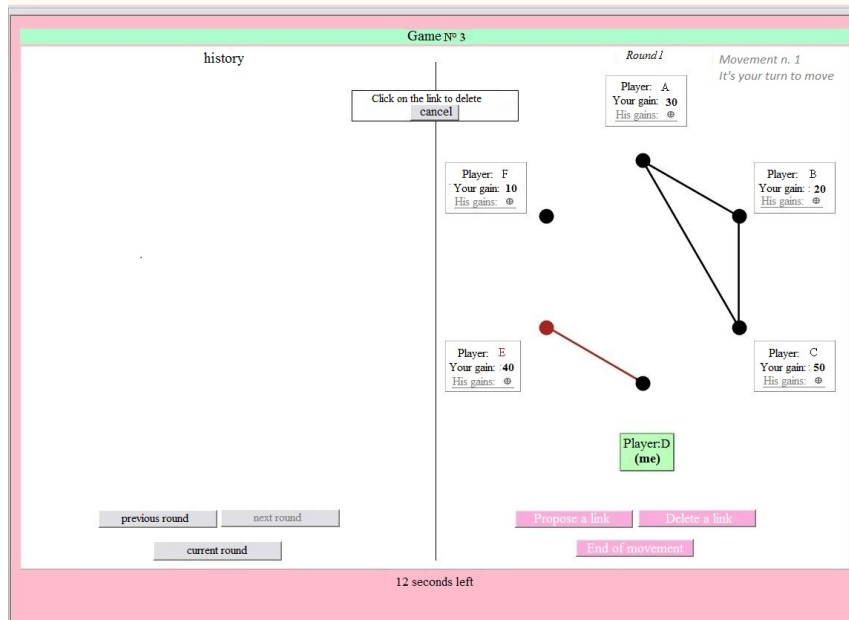 Game Nº 3
history
Click on the link to delete
cancel
Round 1
Movement n. 1
It's your turn to move
Player: A
Your gain: 30
His gains: ⊕
Player: F
Your gain: 10
His gains: ⊕
Player: B
Your gain: : 20
His gains: ⊕
Player: E
Your gain: :40
His gains: ⊕
Player: C
Your gain: : 50
His gains: ⊕
Player:D
(me)
previous round
next round
current round
Propose a link
Delete a link
End of movement
12 seconds left